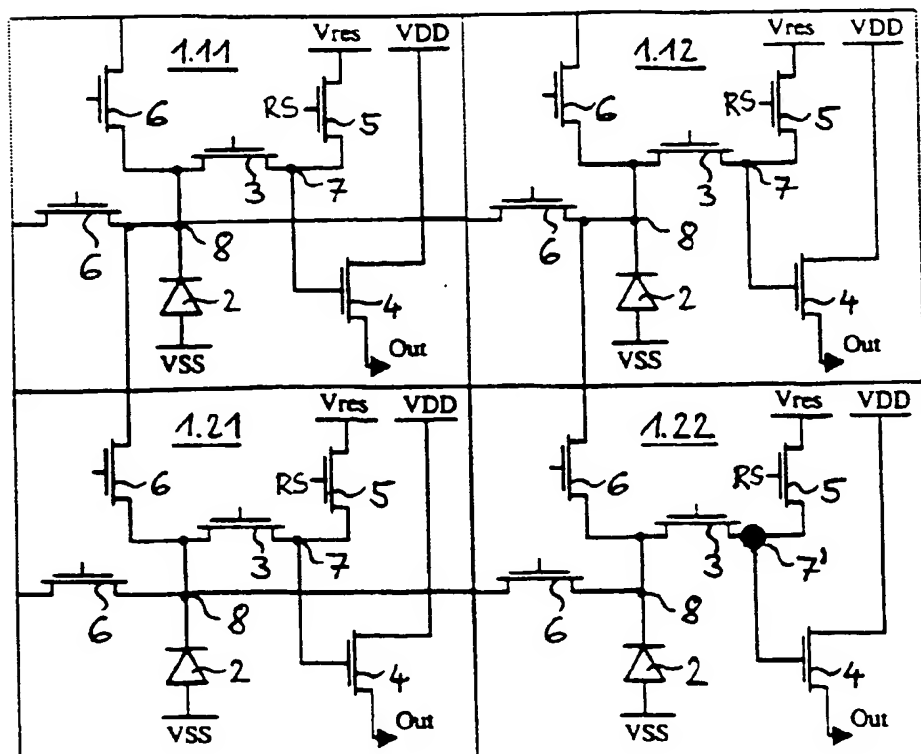 Vres VDD Vres VDD
1.11 1.12
6 RS 5 6 RS 5
3 7 3 7
6 8 6 8
2 4 2 4
VSS Out VSS Out
Vres VDD Vres VDD
1.21 1.22
6 RS 5 6 RS 5
3 7 3 7'
6 8 6 8
2 4 2 4
VSS Out VSS Out